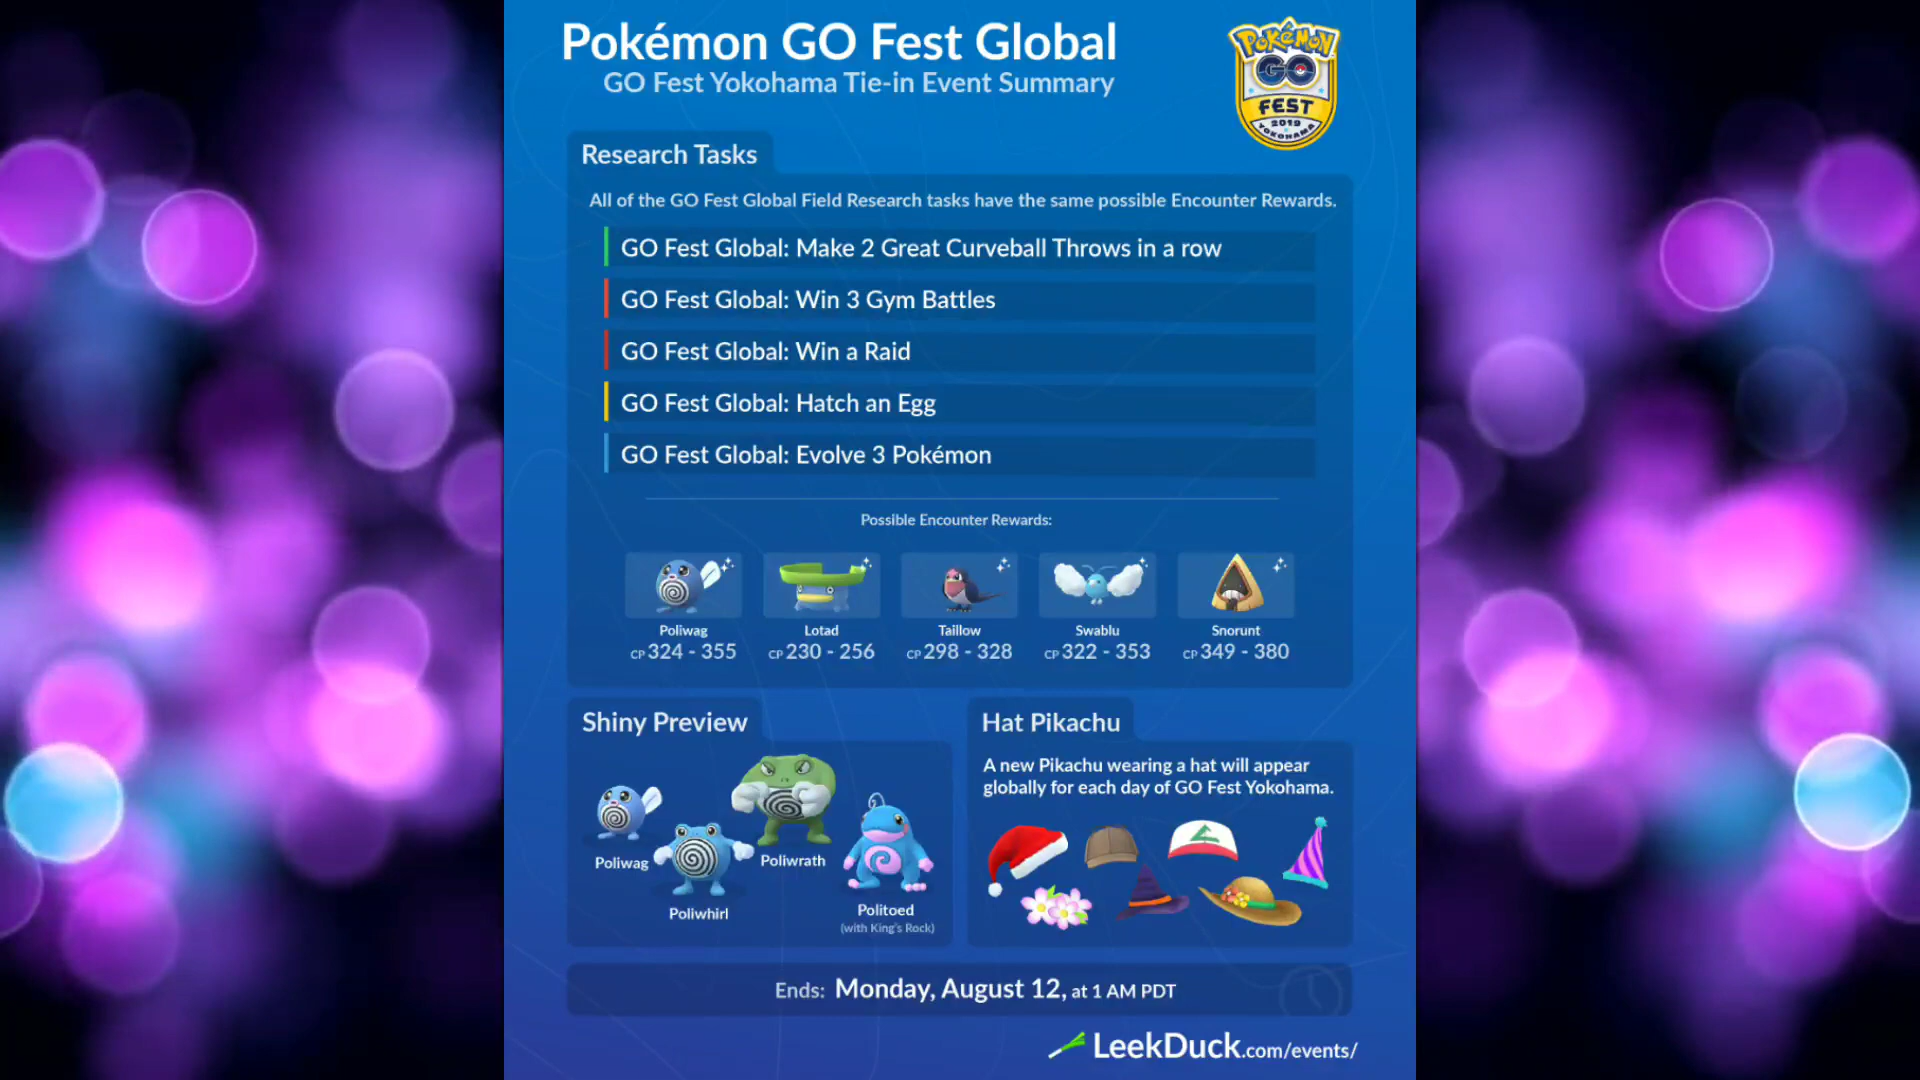 Pokémon GO Fest Global
GO Fest Yokohama Tie-in Event Summary
POKÉMON
GO
FEST
2019
YOKOHAMA
Research Tasks
All of the GO Fest Global Field Research tasks have the same possible Encounter Rewards.
GO Fest Global: Make 2 Great Curveball Throws in a row
GO Fest Global: Win 3 Gym Battles
GO Fest Global: Win a Raid
GO Fest Global: Hatch an Egg
GO Fest Global: Evolve 3 Pokémon
Possible Encounter Rewards:
Poliwag Lotad Taillow Swablu Snorunt
CP 324 - 355 CP 230 - 256 CP 298 - 328 CP 322 - 353 CP 349 - 380
Shiny Preview
Poliwag
Poliwhirl
Poliwrath
Politoed
(with King's Rock)
Hat Pikachu
A new Pikachu wearing a hat will appear
globally for each day of GO Fest Yokohama.
Ends: Monday, August 12, at 1 AM PDT
LeekDuck.com/events/